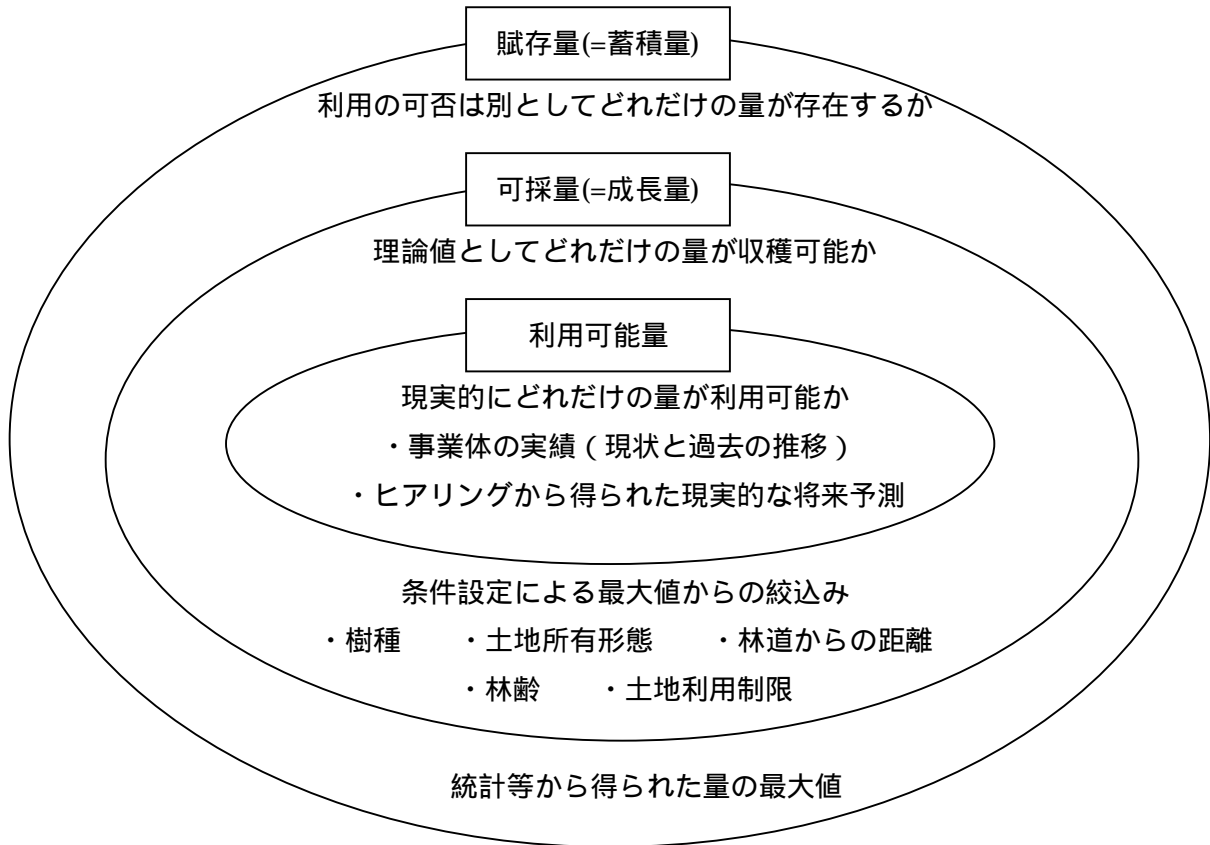 賦存量(=蓄積量)
利用の可否は別としてどれだけの量が存在するか
可採量(=成長量)
理論値としてどれだけの量が収穫可能か
利用可能量
現実的にどれだけの量が利用可能か
・事業体の実績(現状と過去の推移)
・ヒアリングから得られた現実的な将来予測
条件設定による最大値からの絞込み
・樹種 ・土地所有形態 ・林道からの距離
・林齢 ・土地利用制限
統計等から得られた量の最大値